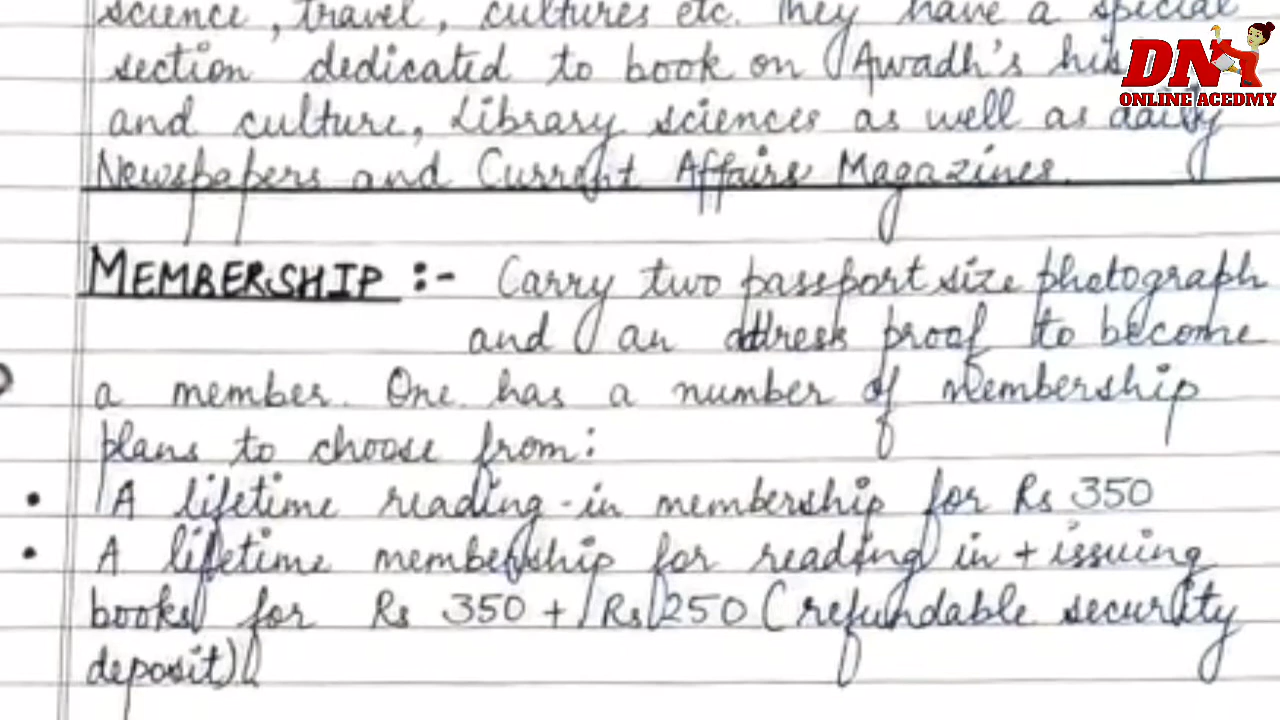 science, travel, cultures etc. They have a special
section dedicated to book on Awadh's his
and culture, Library sciences as well as daily
Newspapers and Current Affairs Magazines.
MEMBERSHIP :- Carry two passport size photograph
and an address proof to become
a member. One has a number of membership
plans to choose from:
• A lifetime reading-in membership for Rs 350
• A lifetime membership for reading in + issuing
books for Rs 350 + Rs 250 (refundable security
deposit).
DN
ONLINE ACEDMY